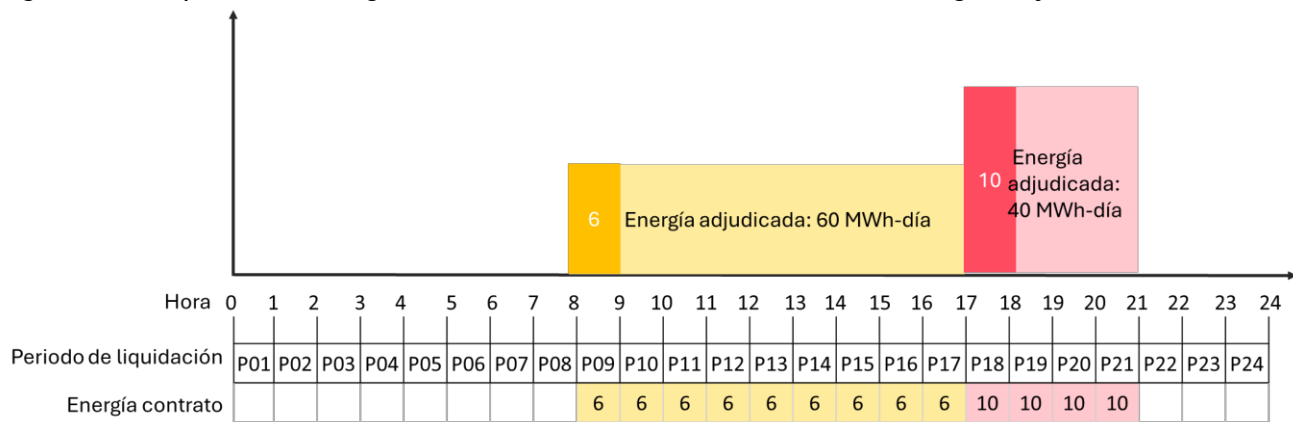 Energía
10 adjudicada:
6 Energía adjudicada: 60 MWh-día
40 MWh-día
Hora 0 1 2 3 4 5 6 7 8 9 10 11 12 13 14 15 16 17 18 19 20 21 22 23 24
Periodo de liquidación P01 P02 P03 P04 P05 P06 P07 P08 P09 P10 P11 P12 P13 P14 P15 P16 P17 P18 P19 P20 P21 P22 P23 P24
Energía contrato 6 6 6 6 6 6 6 6 6 10 10 10 10